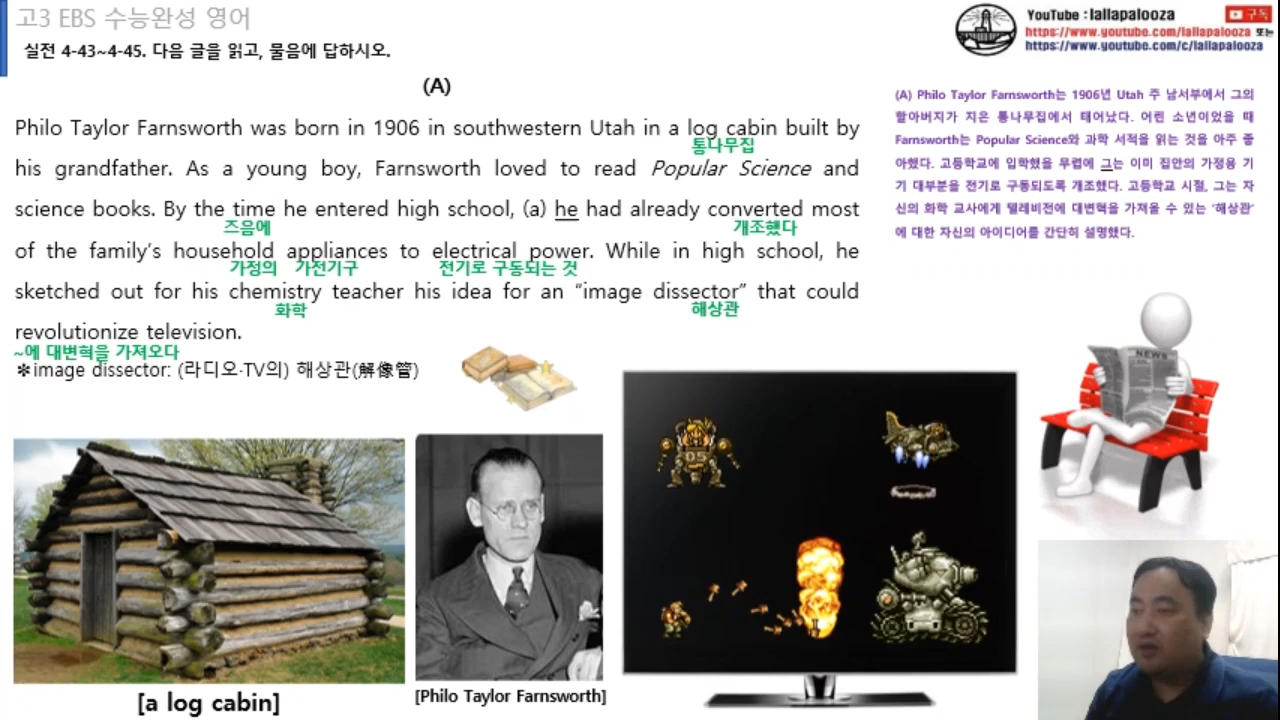 고3 EBS 수능완성 영어
실전 4-43~4-45. 다음 글을 읽고, 물음에 답하시오.
YouTube : lallapalooza
구독
https://www.youtube.com/lallapalooza 또는
https://www.youtube.com/c/lallapalooza
(A)
Philo Taylor Farnsworth was born in 1906 in southwestern Utah in a log cabin built by
통나무집
his grandfather. As a young boy, Farnsworth loved to read Popular Science and
science books. By the time he entered high school, (a) he had already converted most
즈음에 개조했다
of the family's household appliances to electrical power. While in high school, he
가정의 가전기구 전기로 구동되는 것
sketched out for his chemistry teacher his idea for an “image dissector” that could
화학 해상관
revolutionize television.
~에 대변혁을 가져오다
*image dissector: (라디오·TV의) 해상관(解像管)
(A) Philo Taylor Farnsworth는 1906년 Utah 주 남서부에서 그의
할아버지가 지은 통나무집에서 태어났다. 어린 소년이었을 때
Farnsworth는 Popular Science와 과학 서적을 읽는 것을 아주 좋
아했다. 고등학교에 입학했을 무렵에 그는 이미 집안의 가정용 기
기 대부분을 전기로 구동되도록 개조했다. 고등학교 시절, 그는 자
신의 화학 교사에게 텔레비전에 대변혁을 가져올 수 있는 ‘해상관’
에 대한 자신의 아이디어를 간단히 설명했다.
NEWS
05
[a log cabin]
[Philo Taylor Farnsworth]